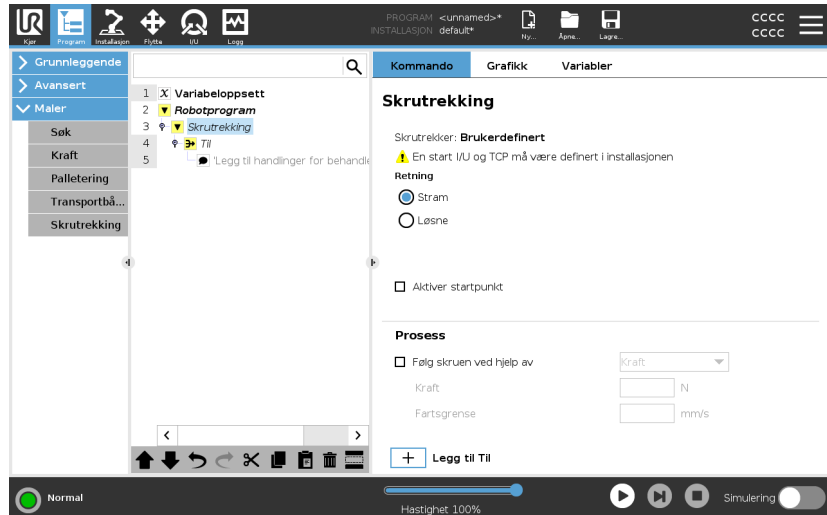 UR
PROGRAM <unnamed>*
INSTALLASJON default*
CCCC
CCCC
Kjør Program Installasjon Flytte I/U Logg Ny... Åpne... Lagre...
Grunnleggende
Avansert
Maler
Søk
Kraft
Palletering
Transportbå...
Skrutrekking
1 X Variabeloppsett
2 Robotprogram
3 Skrutrekking
4 Til
5 'Legg til handlinger for behandle
Kommando Grafikk Variabler
Skrutrekking
Skrutrekker: Brukerdefinert
En start I/U og TCP må være definert i installasjonen
Retning
Stram
Løsne
Aktiver startpunkt
Prosess
Følg skruen ved hjelp av Kraft
Kraft N
Fartsgrense mm/s
+ Legg til Til
Normal
Hastighet 100%
Simulering